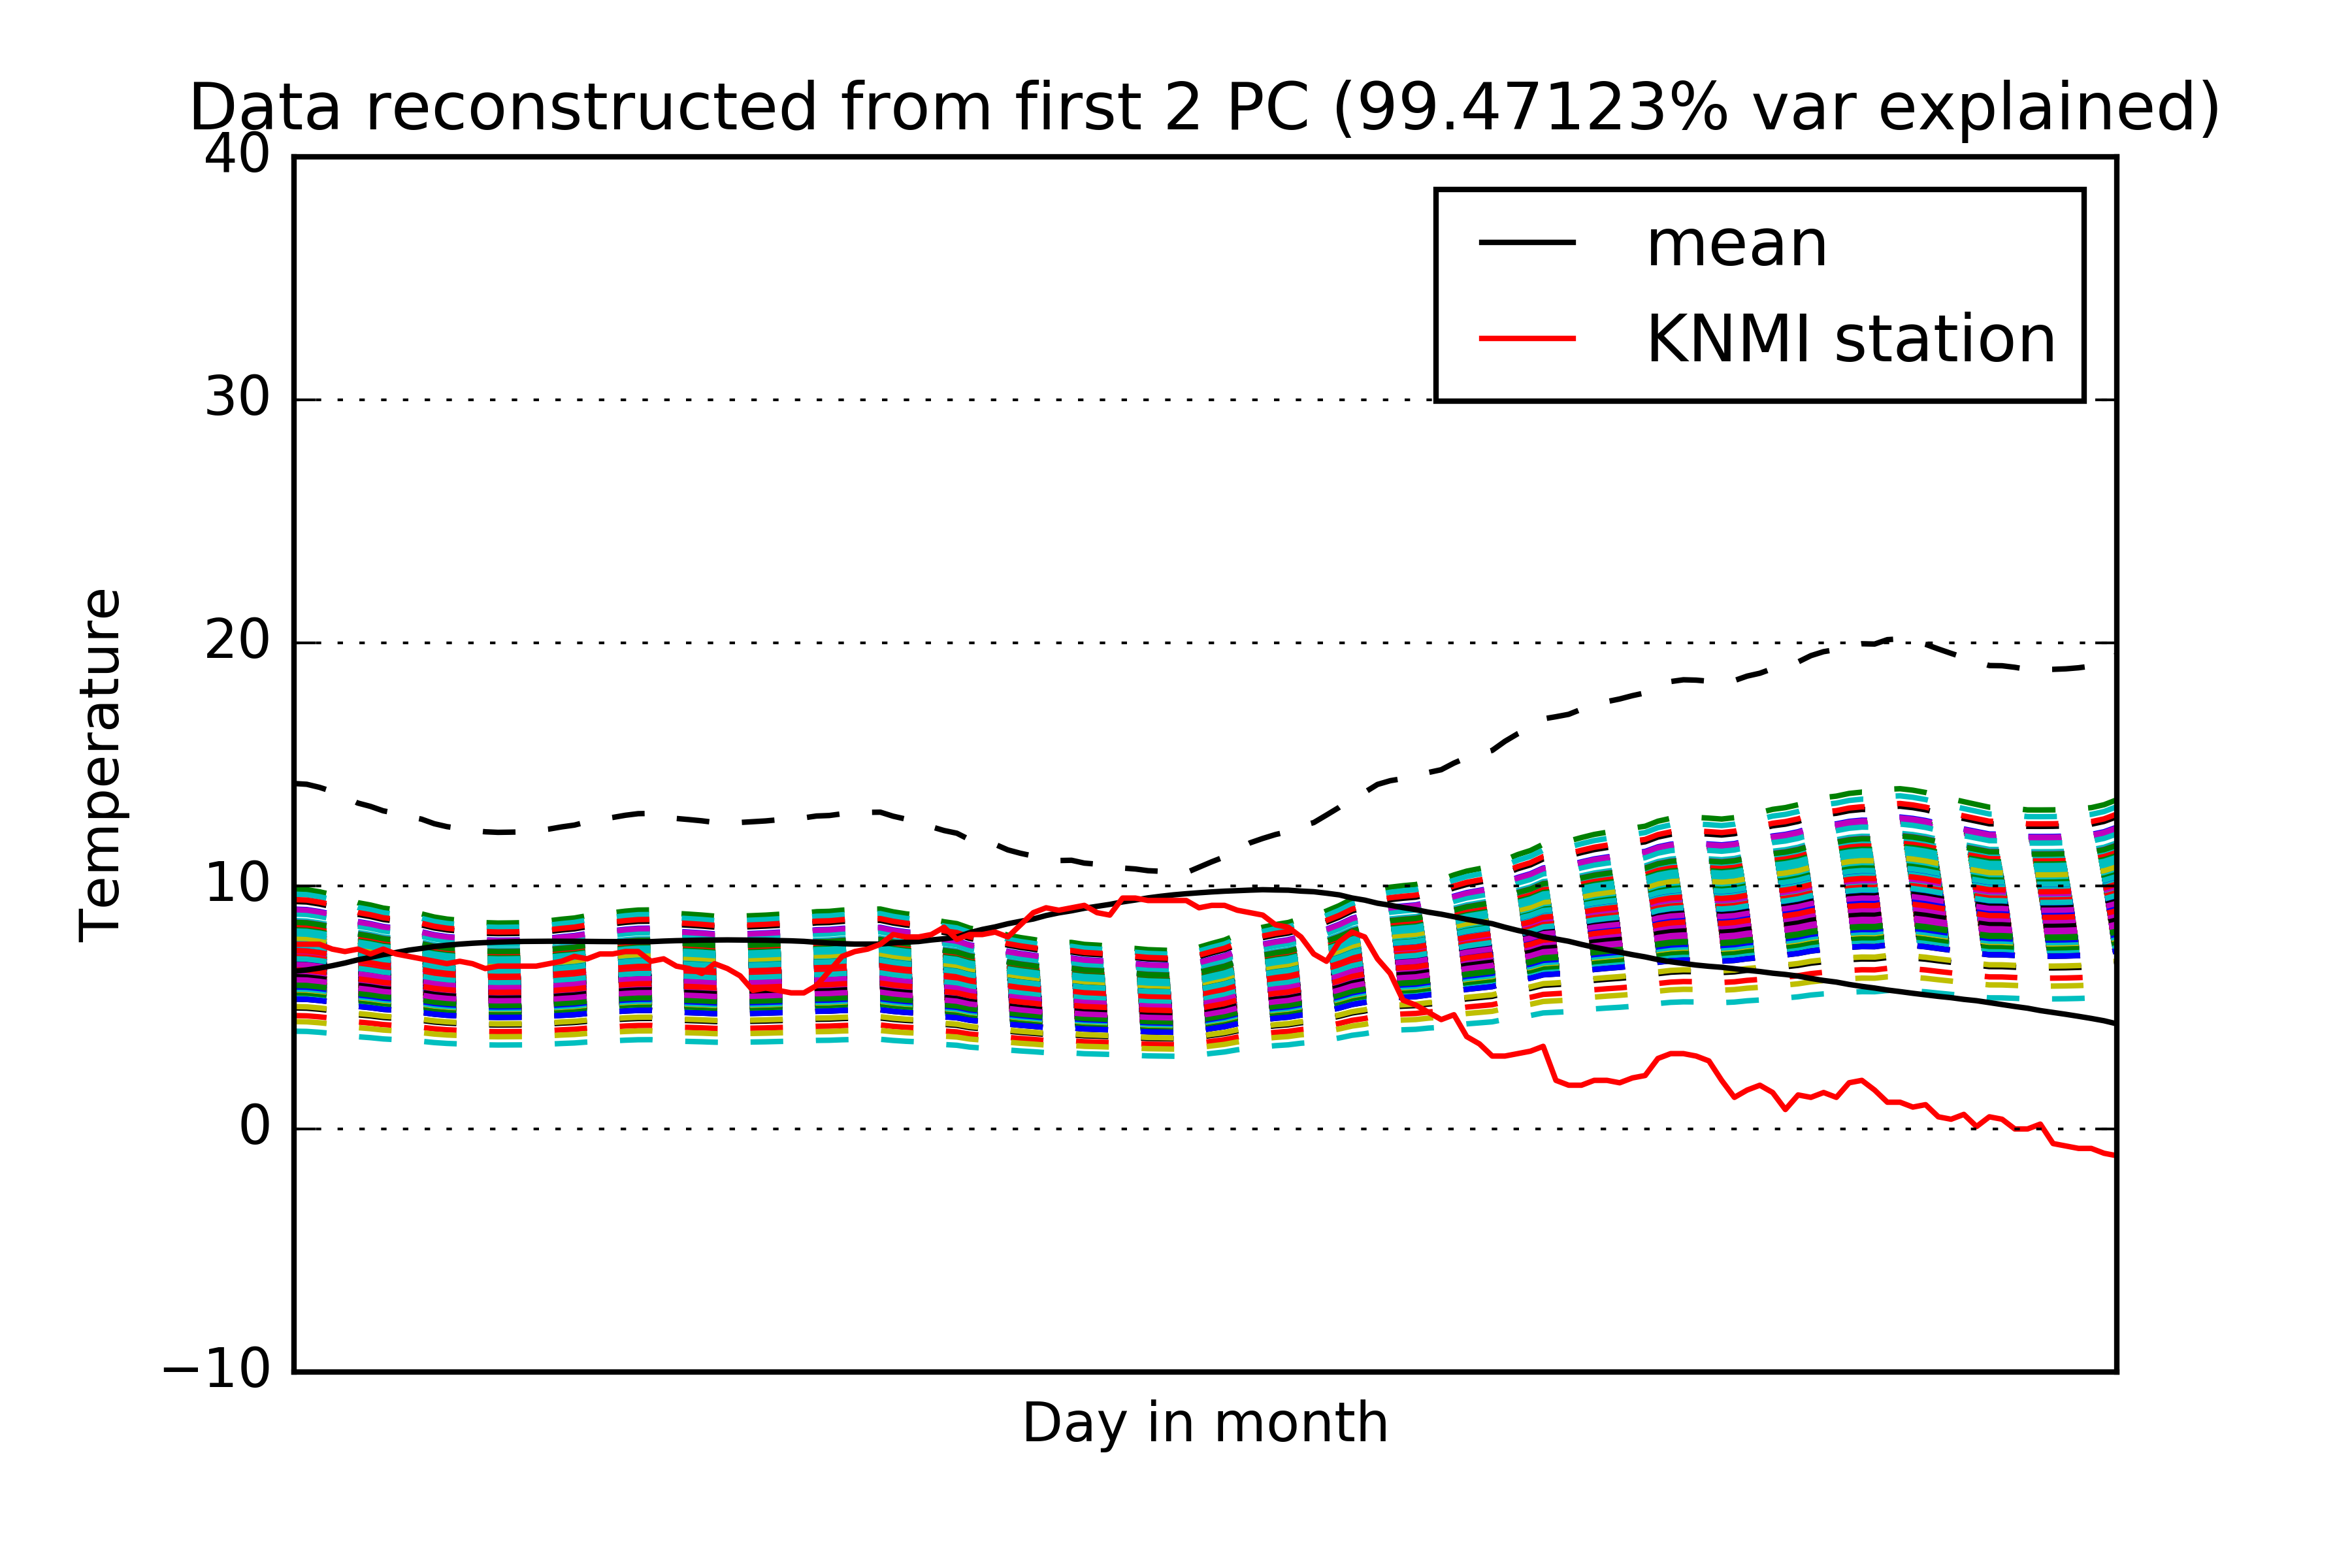 Data reconstructed from first 2 PC (99.47123% var explained)
40
mean
KNMI station
30
20
10
0
−10
Temperature
Day in month